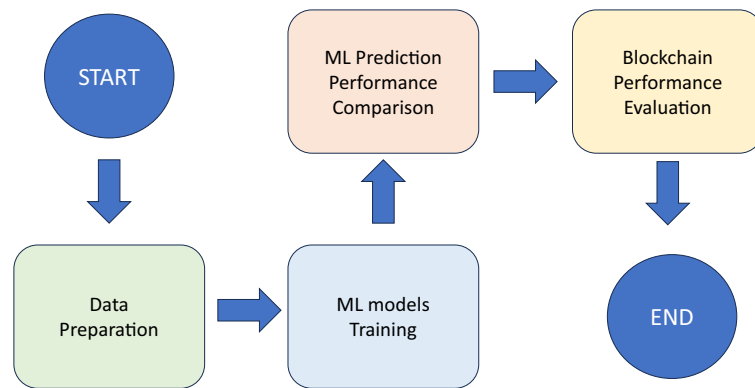 START
Data
Preparation
ML models
Training
ML Prediction
Performance
Comparison
Blockchain
Performance
Evaluation
END